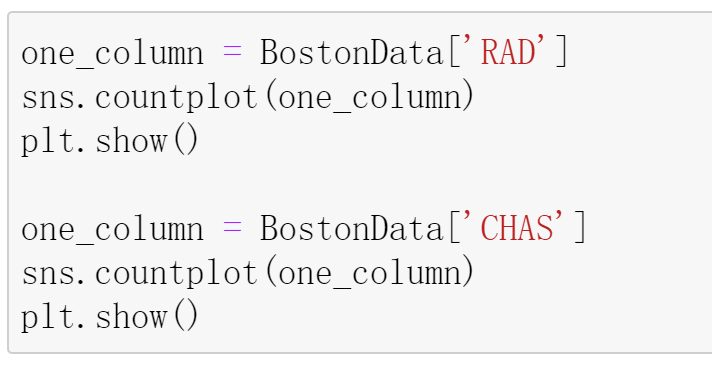 one_column = BostonData['RAD']
sns.countplot(one_column)
plt.show()
one_column = BostonData['CHAS']
sns.countplot(one_column)
plt.show()